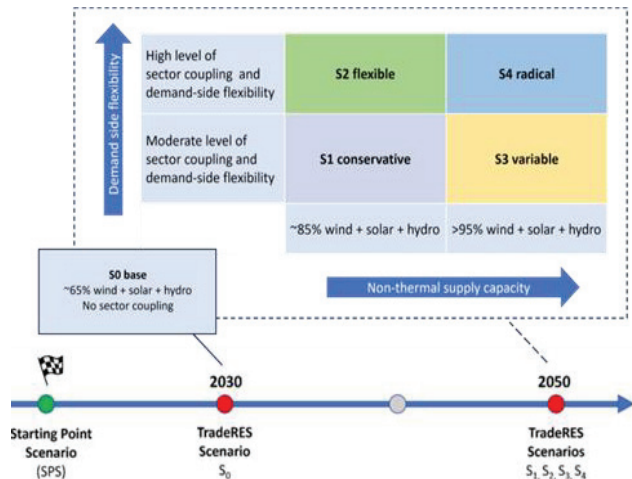 Demand side flexibility
High level of
sector coupling and
demand-side flexibility
S2 flexible
S4 radical
Moderate level of
sector coupling and
demand-side flexibility
S1 conservative
S3 variable
~85% wind + solar + hydro
>95% wind + solar + hydro
Non-thermal supply capacity
S0 base
~65% wind + solar + hydro
No sector coupling
2030
2050
Starting Point
Scenario
(SPS)
TradeRES
Scenario
S0
TradeRES
Scenarios
S1, S2, S3, S4